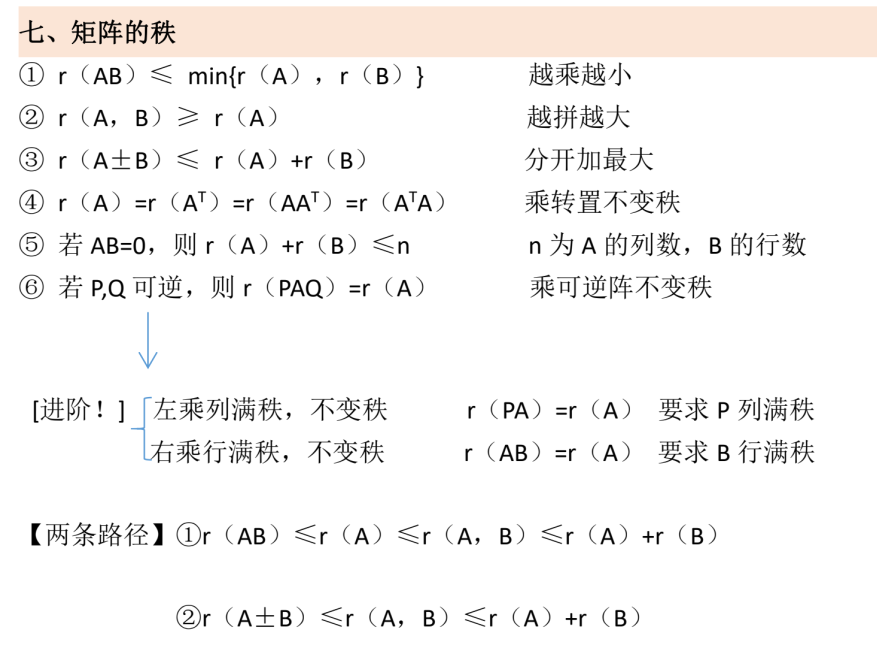 七、矩阵的秩
① r（AB）≤ min{r（A），r（B）} 越乘越小
② r（A，B）≥ r（A） 越拼越大
③ r（A±B）≤ r（A）+r（B） 分开加最大
④ r（A）=r（Aᵀ）=r（AAᵀ）=r（AᵀA） 乘转置不变秩
⑤ 若 AB=0，则 r（A）+r（B）≤n n 为 A 的列数，B 的行数
⑥ 若 P,Q 可逆，则 r（PAQ）=r（A） 乘可逆阵不变秩
[进阶！] 左乘列满秩，不变秩 r（PA）=r（A） 要求 P 列满秩
右乘行满秩，不变秩 r（AB）=r（A） 要求 B 行满秩
【两条路径】①r（AB）≤r（A）≤r（A，B）≤r（A）+r（B）
②r（A±B）≤r（A，B）≤r（A）+r（B）